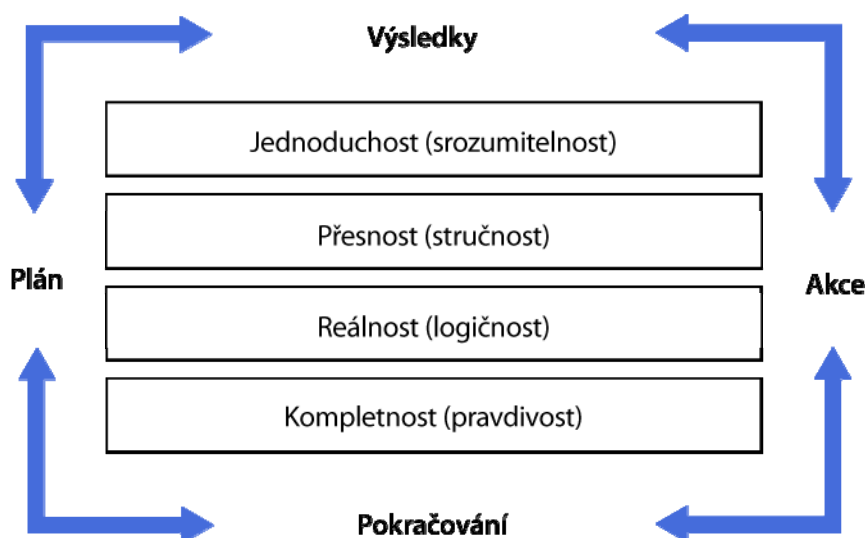 Výsledky
Jednoduchost (srozumitelnost)
Přesnost (stručnost)
Plán
Akce
Reálnost (logičnost)
Kompletnost (pravdivost)
Pokračování